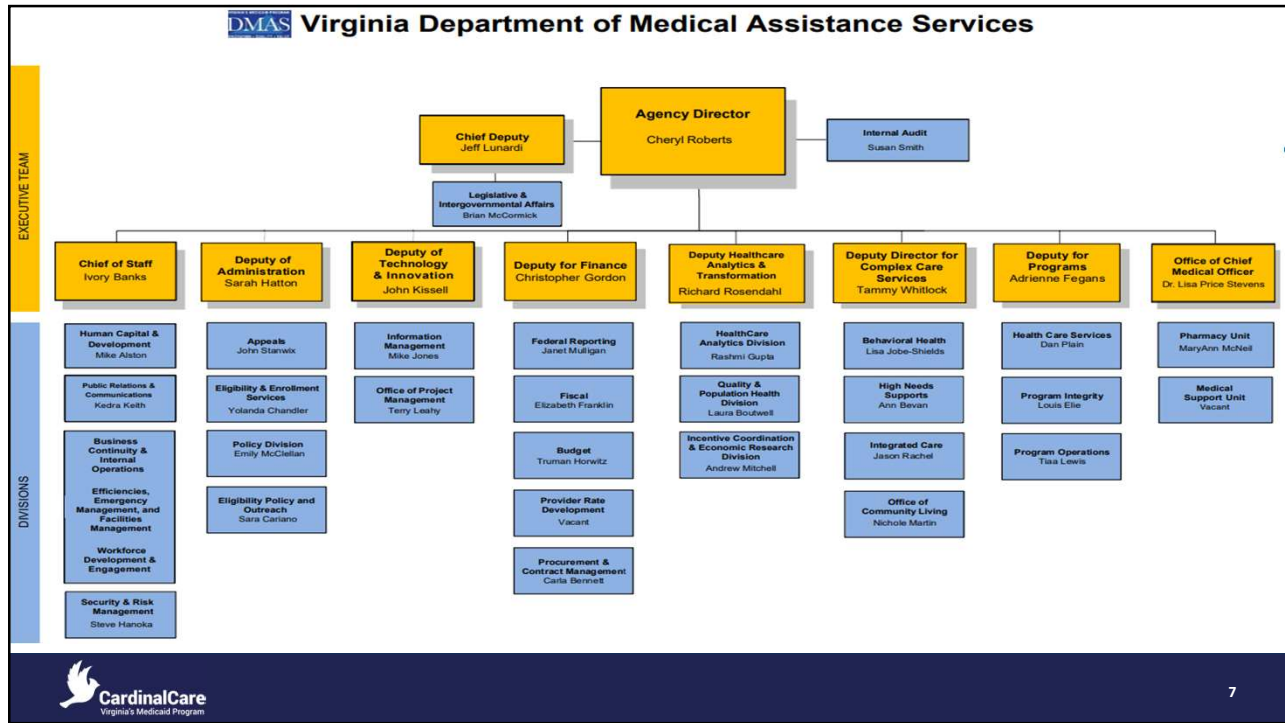 DMAS Virginia Department of Medical Assistance Services
EXECUTIVE TEAM
Agency Director
Cheryl Roberts
Chief Deputy
Jeff Lunardi
Internal Audit
Susan Smith
Legislative &
Intergovernmental Affairs
Brian McCormick
Chief of Staff
Ivory Banks
Deputy of
Administration
Sarah Hatton
Deputy of
Technology
& Innovation
John Kissell
Deputy for Finance
Christopher Gordon
Deputy Healthcare
Analytics &
Transformation
Richard Rosendahl
Deputy Director for
Complex Care
Services
Tammy Whitlock
Deputy for
Programs
Adrienne Fegans
Office of Chief
Medical Officer
Dr. Lisa Price Stevens
DIVISIONS
Human Capital &
Development
Mike Alston
Public Relations &
Communications
Kedra Keith
Business
Continuity &
Internal
Operations
Efficiencies,
Emergency
Management, and
Facilities
Management
Workforce
Development &
Engagement
Security & Risk
Management
Steve Hanoka
Appeals
John Stanwix
Eligibility & Enrollment
Services
Yolanda Chandler
Policy Division
Emily McClellan
Eligibility Policy and
Outreach
Sara Cariano
Information
Management
Mike Jones
Office of Project
Management
Terry Leahy
Federal Reporting
Janet Mulligan
Fiscal
Elizabeth Franklin
Budget
Truman Horwitz
Provider Rate
Development
Vacant
Procurement &
Contract Management
Carla Bennett
HealthCare
Analytics Division
Rashmi Gupta
Quality &
Population Health
Division
Laura Boutwell
Incentive Coordination
& Economic Research
Division
Andrew Mitchell
Behavioral Health
Lisa Jobe-Shields
High Needs
Supports
Ann Bevan
Integrated Care
Jason Rachel
Office of
Community Living
Nichole Martin
Health Care Services
Dan Plain
Program Integrity
Louis Elie
Program Operations
Tiaa Lewis
Pharmacy Unit
MaryAnn McNeil
Medical
Support Unit
Vacant
CardinalCare
Virginia's Medicaid Program
7